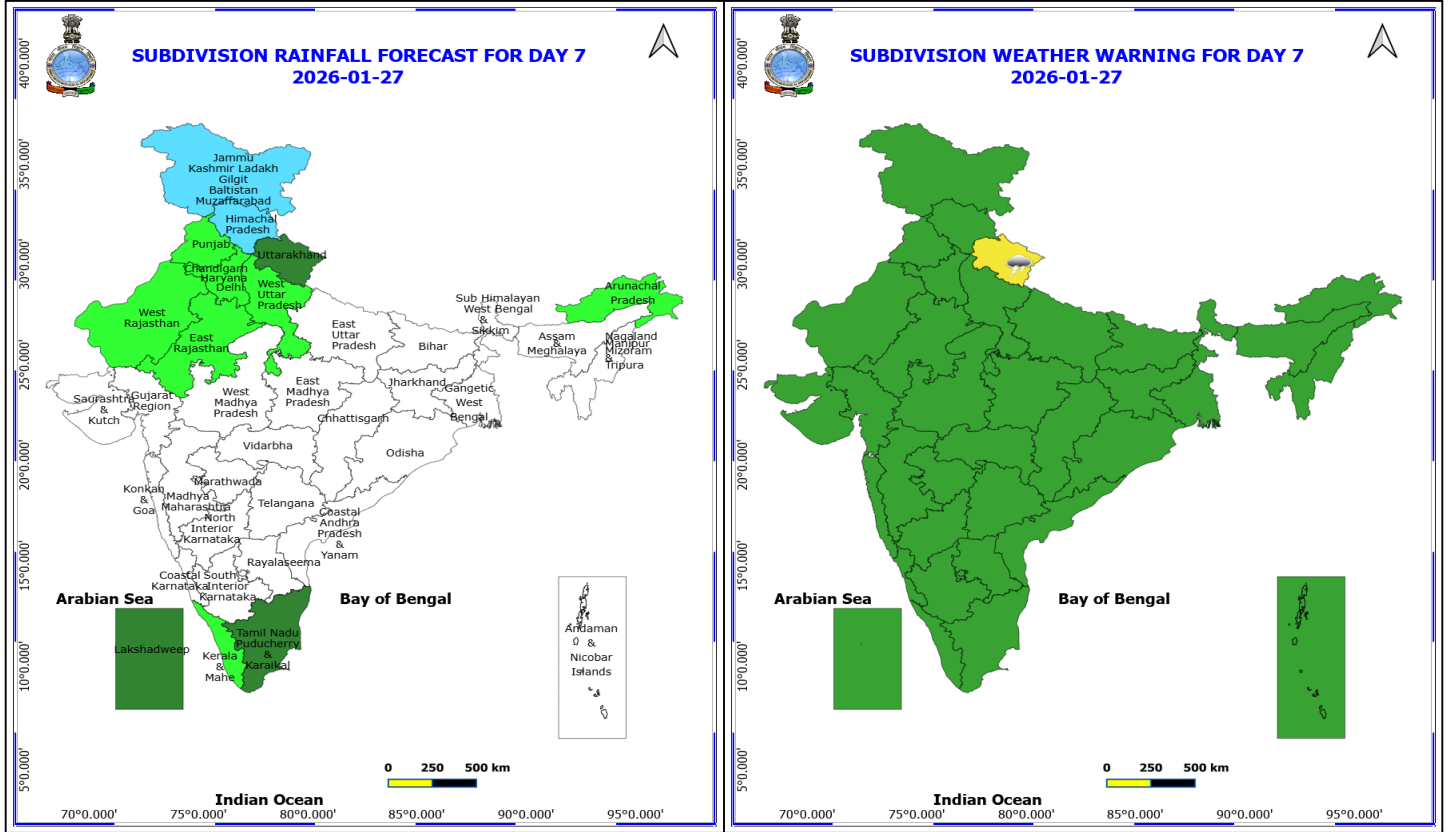 SUBDIVISION RAINFALL FORECAST FOR DAY 7
2026-01-27
40°0.000'
35°0.000'
30°0.000'
25°0.000'
20°0.000'
15°0.000'
10°0.000'
5°0.000'
Jammu
Kashmir Ladakh
Gilgit
Baltistan
Muzaffarabad
Himachal
Pradesh
Punjab
Uttarakhand
Chandigarh
Haryana
Delhi
West
Uttar
Pradesh
West
Rajasthan
East
Rajasthan
East
Uttar
Pradesh
Bihar
Sub Himalayan
West Bengal
&
Sikkim
Arunachal
Pradesh
Assam
&
Meghalaya
Nagaland
Manipur
Mizoram
&
Tripura
Saurashtra
&
Kutch
Gujarat
Region
West
Madhya
Pradesh
East
Madhya
Pradesh
Jharkhand
Gangetic
West
Bengal
Chhattisgarh
Vidarbha
Odisha
Konkan
&
Goa
Madhya
Maharashtra
Marathwada
Telangana
North
Interior
Karnataka
Coastal
Andhra
Pradesh
&
Yanam
Rayalaseema
Coastal
Karnataka
South
Interior
Karnataka
Arabian Sea
Bay of Bengal
Lakshadweep
Kerala
&
Mahe
Tamil Nadu
Puducherry
&
Karaikal
Andaman
&
Nicobar
Islands
0 250 500 km
Indian Ocean
70°0.000' 75°0.000' 80°0.000' 85°0.000' 90°0.000' 95°0.000'
SUBDIVISION WEATHER WARNING FOR DAY 7
2026-01-27
40°0.000'
35°0.000'
30°0.000'
25°0.000'
20°0.000'
15°0.000'
10°0.000'
5°0.000'
Arabian Sea
Bay of Bengal
0 250 500 km
Indian Ocean
70°0.000' 75°0.000' 80°0.000' 85°0.000' 90°0.000' 95°0.000'